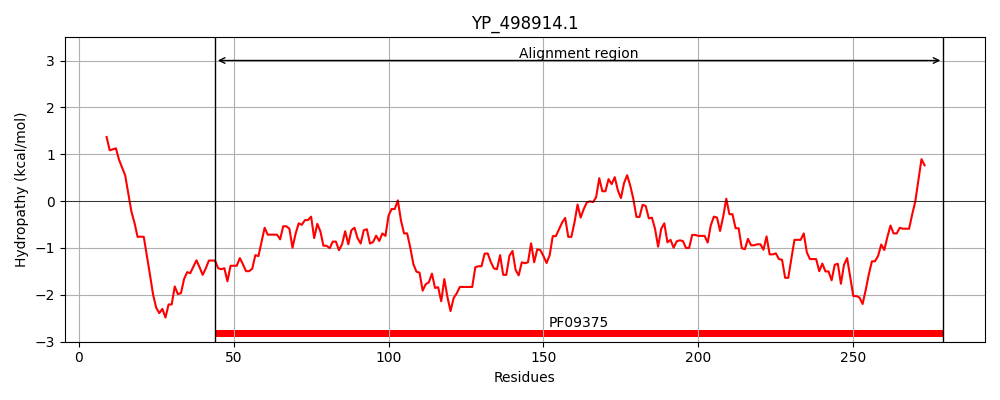 YP_498914.1
Alignment region
3
2
1
0
−1
−2
−3
Hydropathy (kcal/mol)
PF09375
0 50 100 150 200 250
Residues